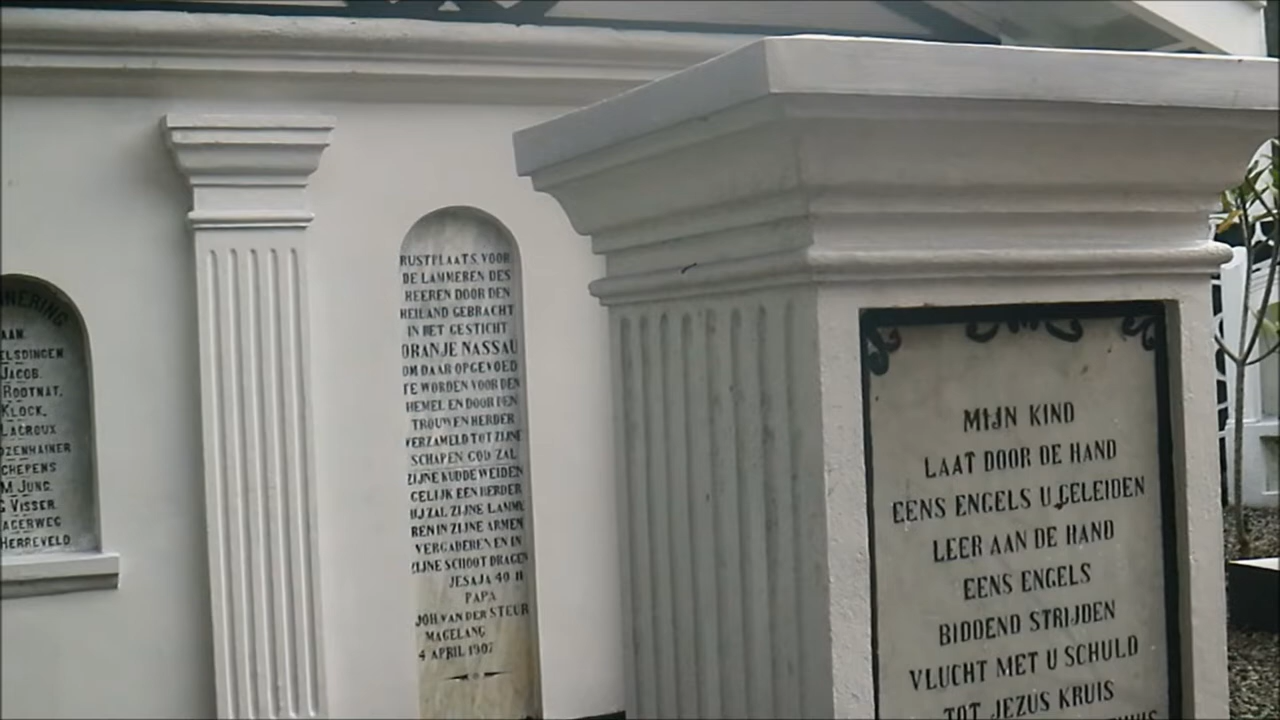 AAN.
JACOB.
ROOTNAT.
KLOCK.
LACROUX
CHEPENS
M JUNG.
VISSER.
HERREVELD
RUSTPLAATS VOOR
DE LAMMEREN DES
HEEREN DOOR DEN
HEILAND GEBRACHT
IN HET GESTICHT
ORANJE NASSAU
OM DAAR OPGEVOED
TE WORDEN VOOR DEN
HEMEL EN DOOR DEN
TROUWEN HERDER
VERZAMELD TOT ZIJNE
SCHAPEN GOD ZAL
ZIJNE KUDDE WEIDEN
GELIJK EEN HERDER
HIJ ZAL ZIJNE LAMME
REN IN ZIJNE ARMEN
VERGADEREN EN IN
ZIJNE SCHOOT DRAGEN
JESAJA 40 11
PAPA
JOH VAN DER STEUR
MAGELANG
4 APRIL 1907
MIJN KIND
LAAT DOOR DE HAND
EENS ENGELS U GELEIDEN
LEER AAN DE HAND
EENS ENGELS
BIDDEND STRIJDEN
VLUCHT MET U SCHULD
TOT JEZUS KRUIS